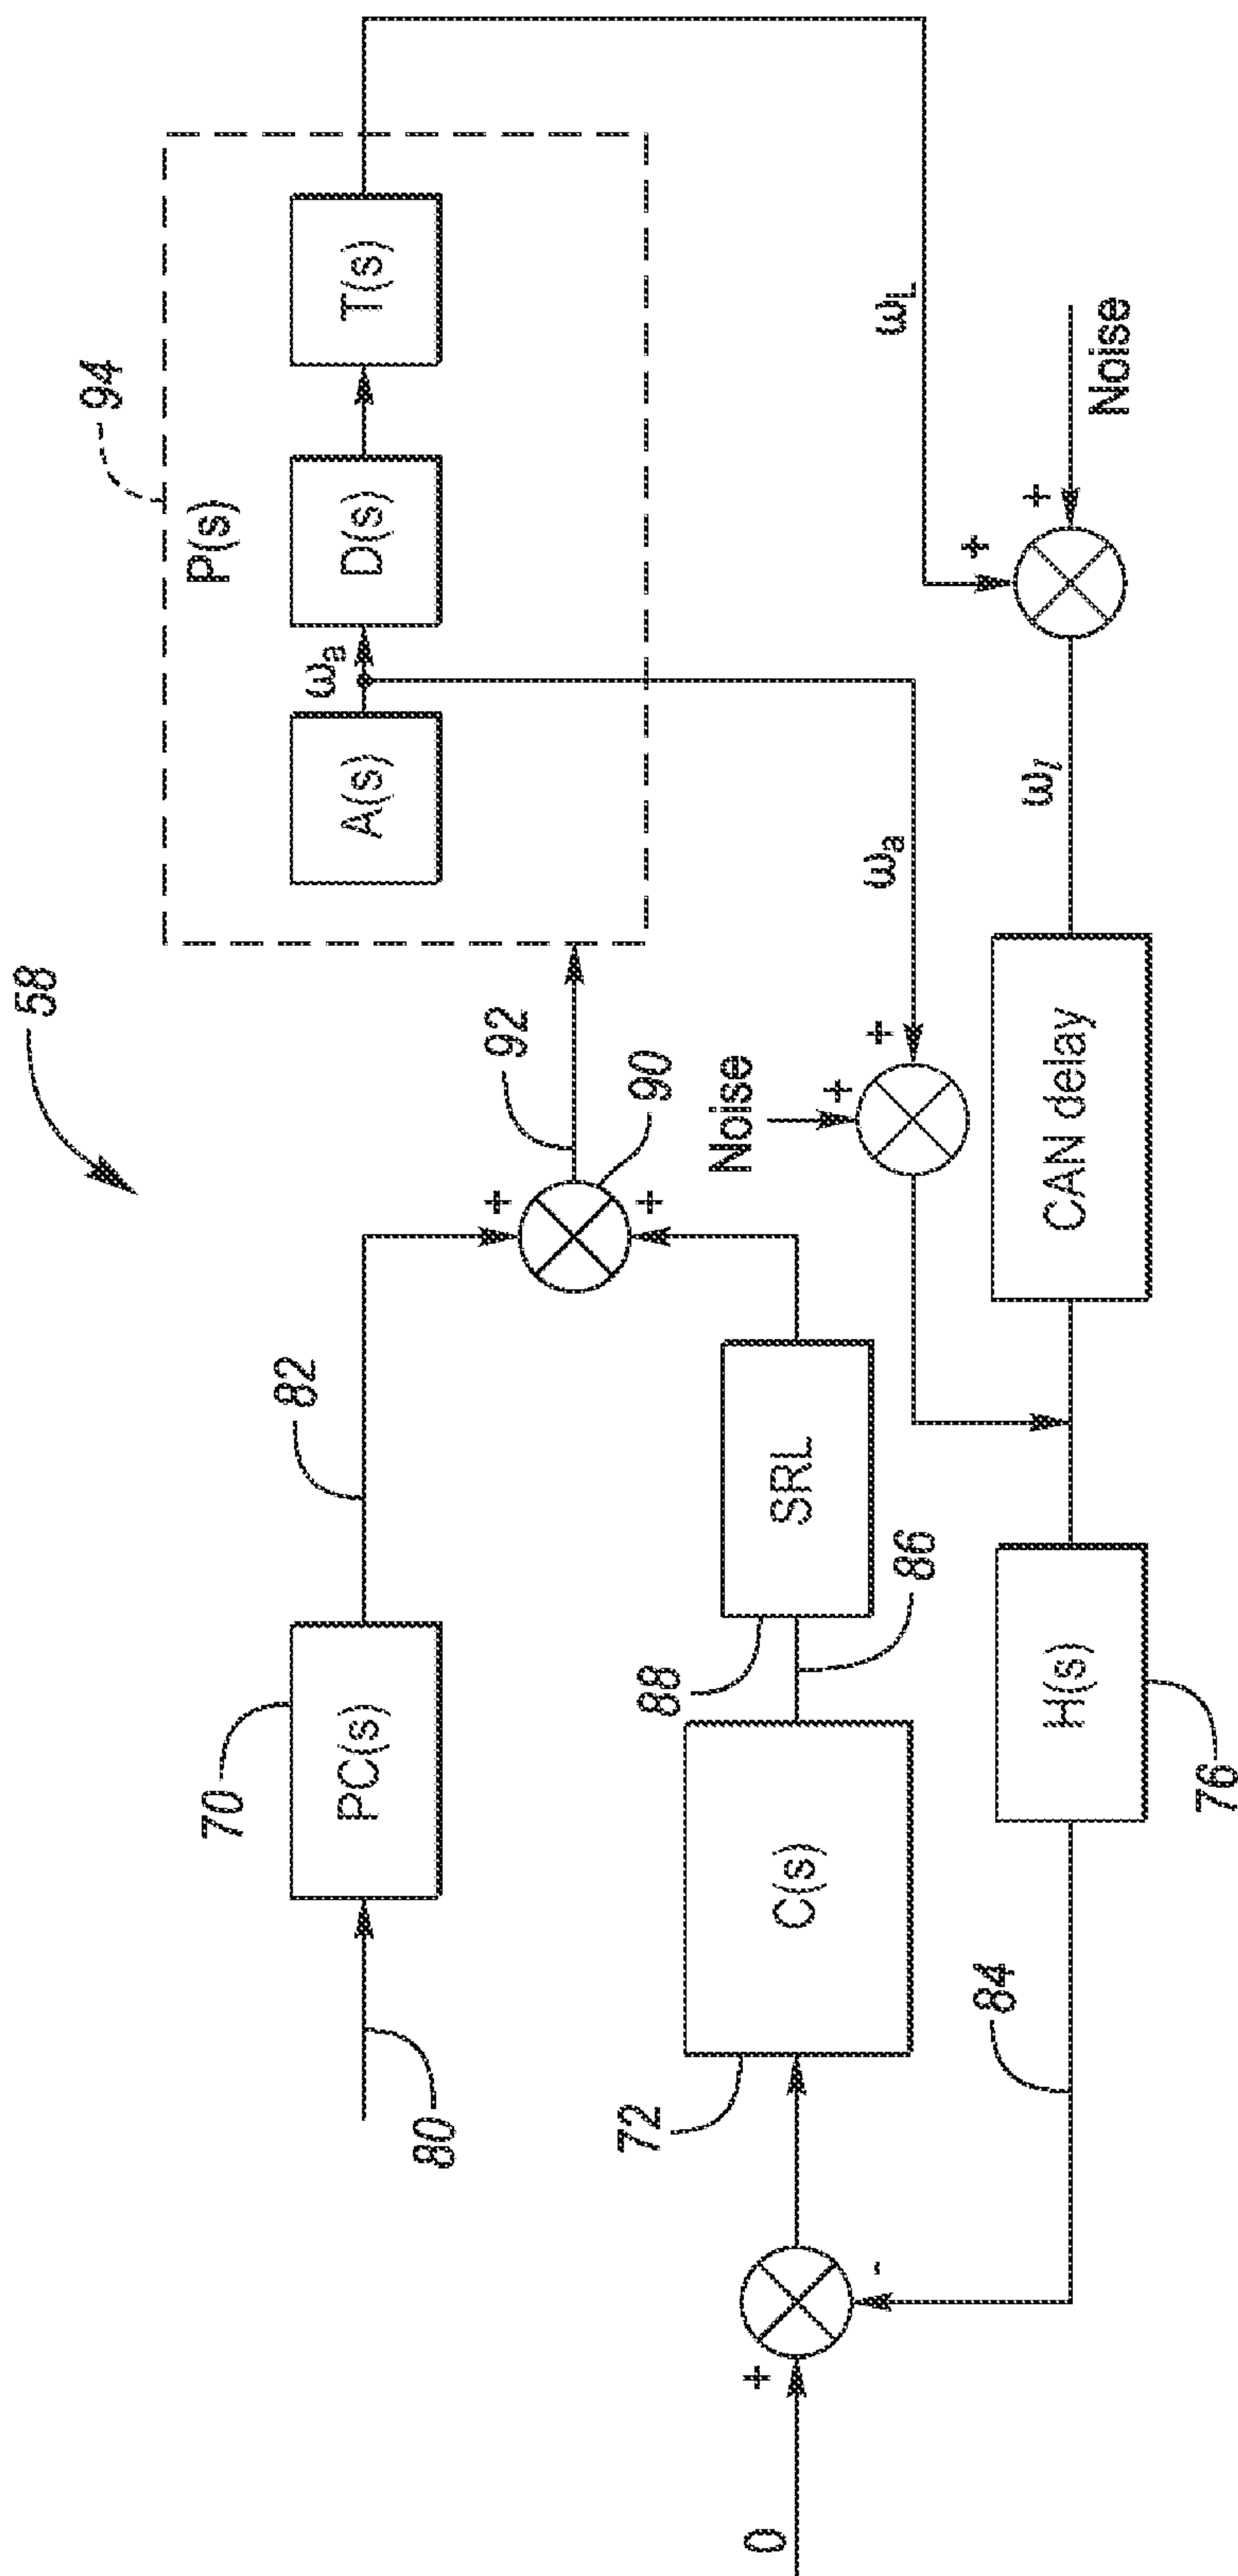 58
94
P(s)
A(s)
ωa
D(s)
T(s)
80
70
PC(s)
82
+
92
90
+
Noise
+
+
ωa
ωL
0
+
-
72
C(s)
86
88
SRL
84
H(s)
76
CAN delay
ωl
+
+
Noise